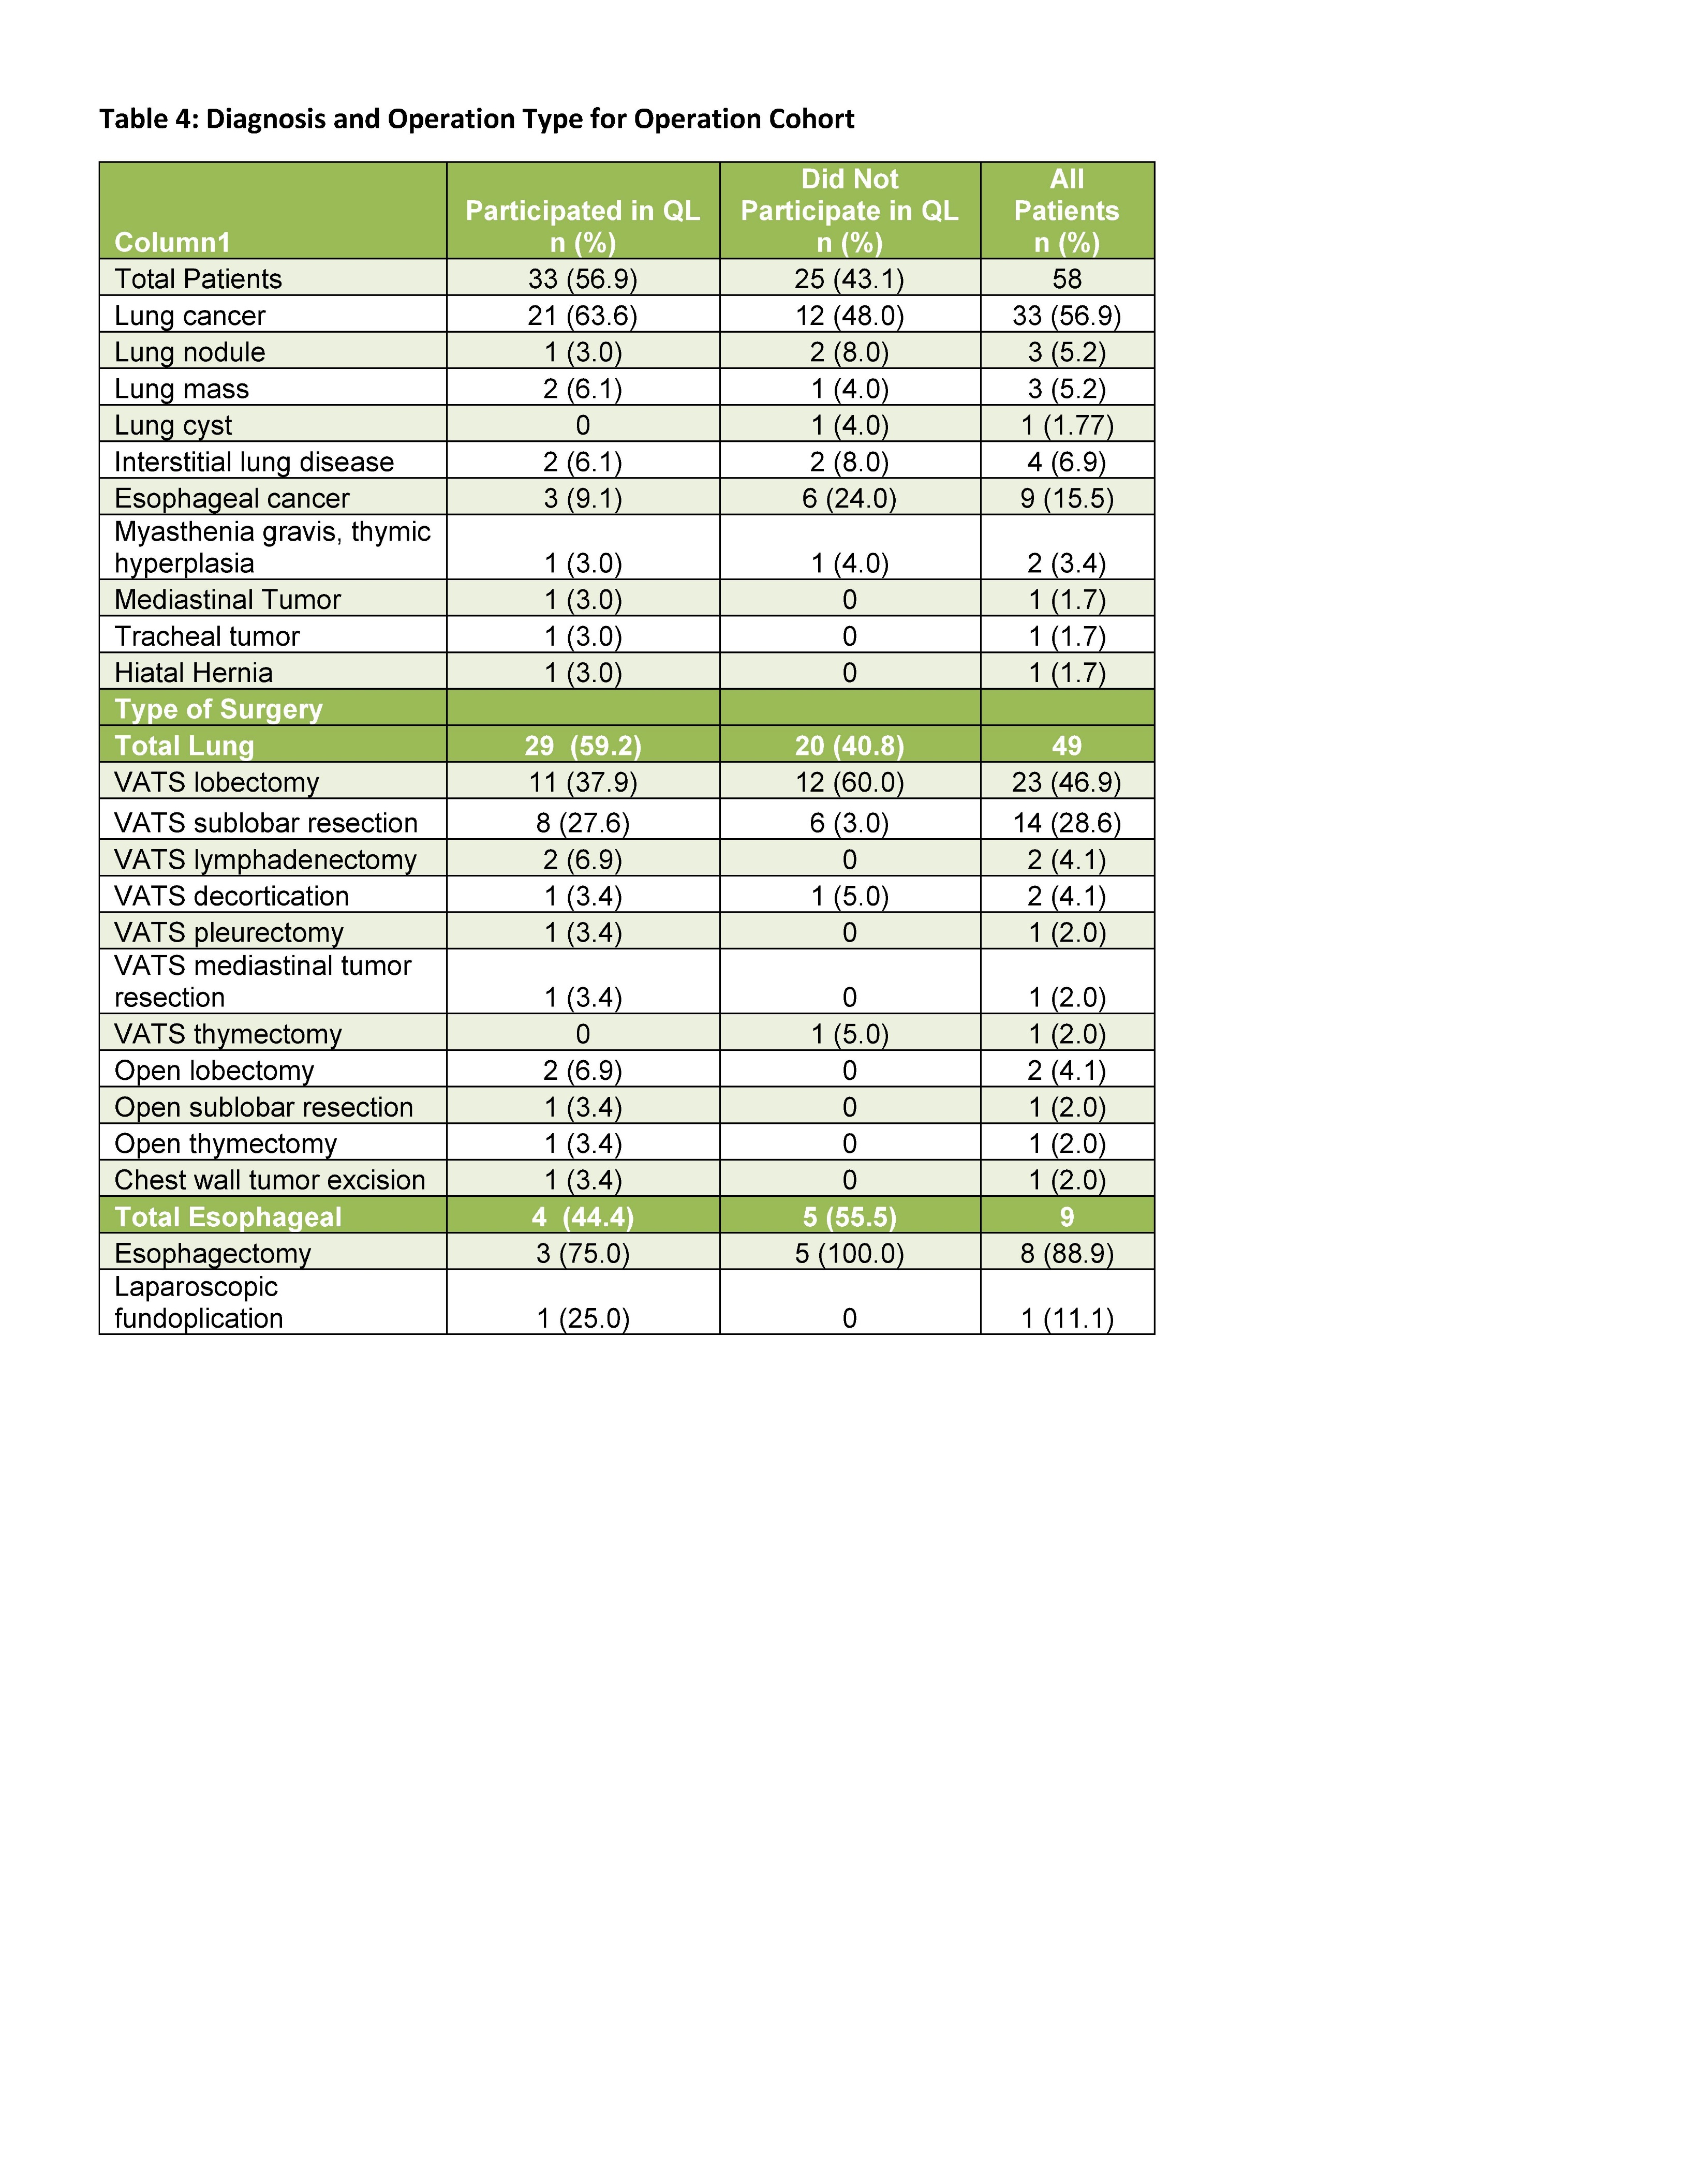 Table 4: Diagnosis and Operation Type for Operation Cohort
Column1 Participated in QL n (%) Did Not Participate in QL n (%) All Patients n (%)
Total Patients 33 (56.9) 25 (43.1) 58
Lung cancer 21 (63.6) 12 (48.0) 33 (56.9)
Lung nodule 1 (3.0) 2 (8.0) 3 (5.2)
Lung mass 2 (6.1) 1 (4.0) 3 (5.2)
Lung cyst 0 1 (4.0) 1 (1.77)
Interstitial lung disease 2 (6.1) 2 (8.0) 4 (6.9)
Esophageal cancer 3 (9.1) 6 (24.0) 9 (15.5)
Myasthenia gravis, thymic
hyperplasia 1 (3.0) 1 (4.0) 2 (3.4)
Mediastinal Tumor 1 (3.0) 0 1 (1.7)
Tracheal tumor 1 (3.0) 0 1 (1.7)
Hiatal Hernia 1 (3.0) 0 1 (1.7)
Type of Surgery
Total Lung 29 (59.2) 20 (40.8) 49
VATS lobectomy 11 (37.9) 12 (60.0) 23 (46.9)
VATS sublobar resection 8 (27.6) 6 (3.0) 14 (28.6)
VATS lymphadenectomy 2 (6.9) 0 2 (4.1)
VATS decortication 1 (3.4) 1 (5.0) 2 (4.1)
VATS pleurectomy 1 (3.4) 0 1 (2.0)
VATS mediastinal tumor
resection 1 (3.4) 0 1 (2.0)
VATS thymectomy 0 1 (5.0) 1 (2.0)
Open lobectomy 2 (6.9) 0 2 (4.1)
Open sublobar resection 1 (3.4) 0 1 (2.0)
Open thymectomy 1 (3.4) 0 1 (2.0)
Chest wall tumor excision 1 (3.4) 0 1 (2.0)
Total Esophageal 4 (44.4) 5 (55.5) 9
Esophagectomy 3 (75.0) 5 (100.0) 8 (88.9)
Laparoscopic
fundoplication 1 (25.0) 0 1 (11.1)